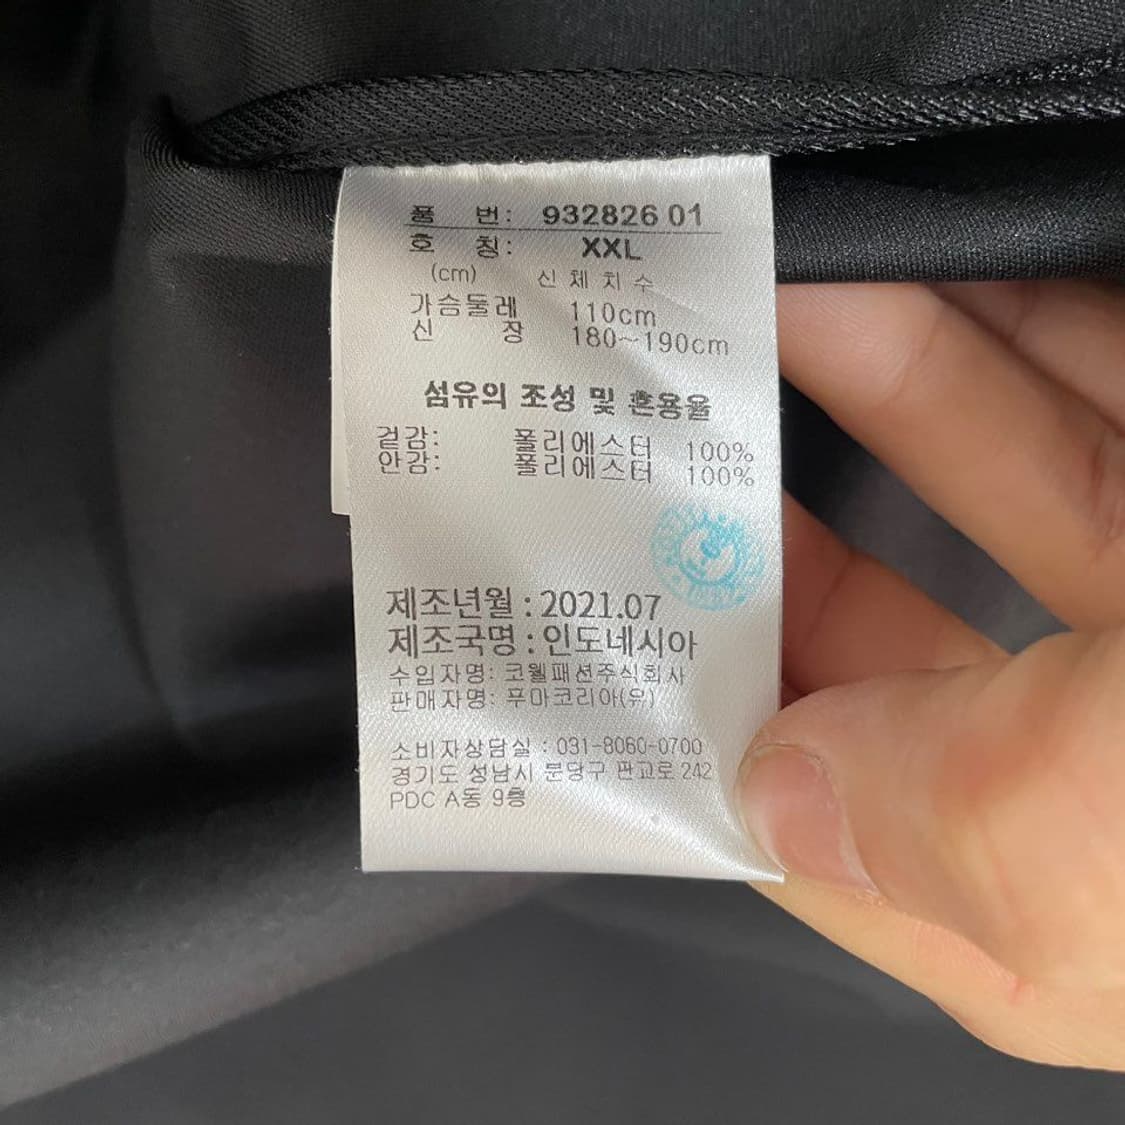 품 번: 932826 01
호 칭: XXL
(cm) 신체치수
가슴둘레 110cm
신 장 180~190cm
섬유의 조성 및 혼용율
겉감: 폴리에스터 100%
안감: 폴리에스터 100%
제조년월 : 2021.07
제조국명 : 인도네시아
수입자명: 코웰패션주식회사
판매자명: 푸마코리아(유)
소비자상담실 : 031-8060-0700
경기도 성남시 분당구 판교로 242
PDC A동 9층